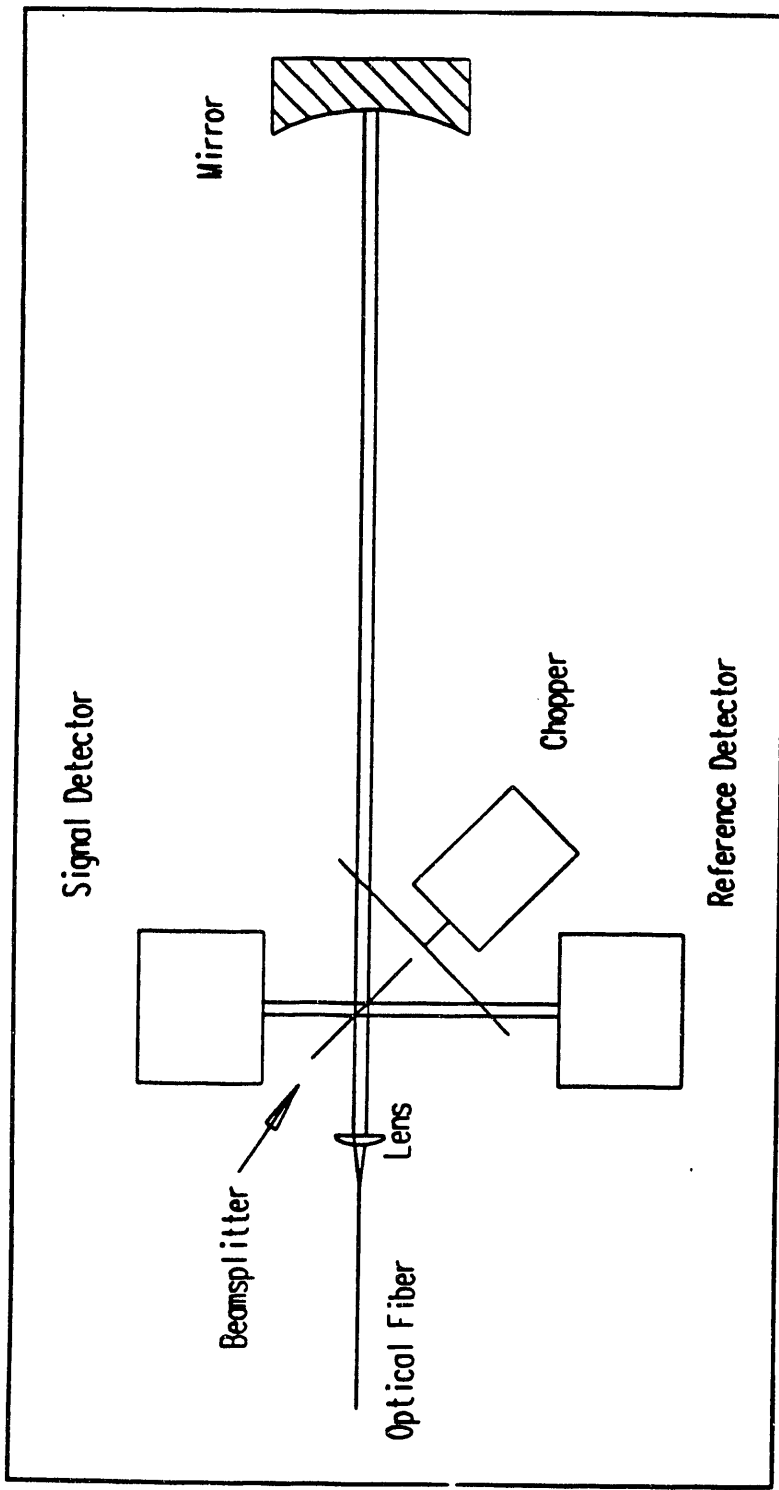 Mirror
Signal Detector
Chopper
Reference Detector
Beamsplitter
Lens
Optical Fiber